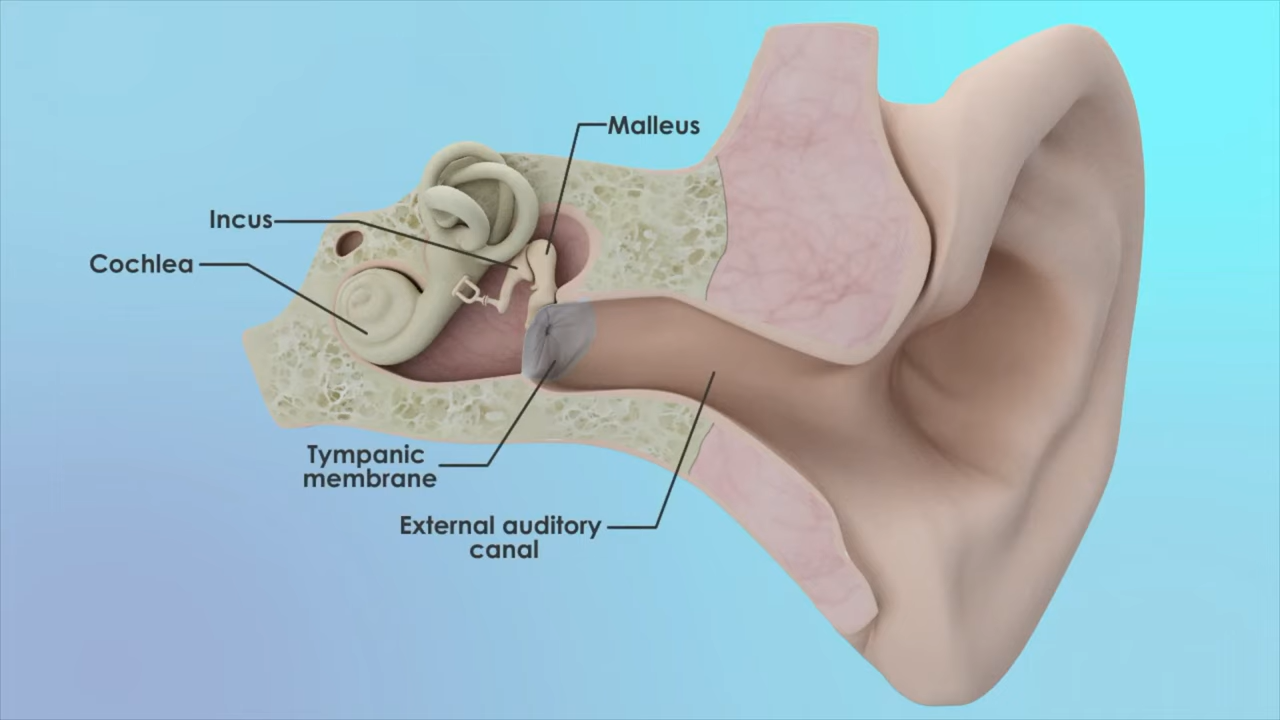 Malleus
Incus
Cochlea
Tympanic
membrane
External auditory
canal